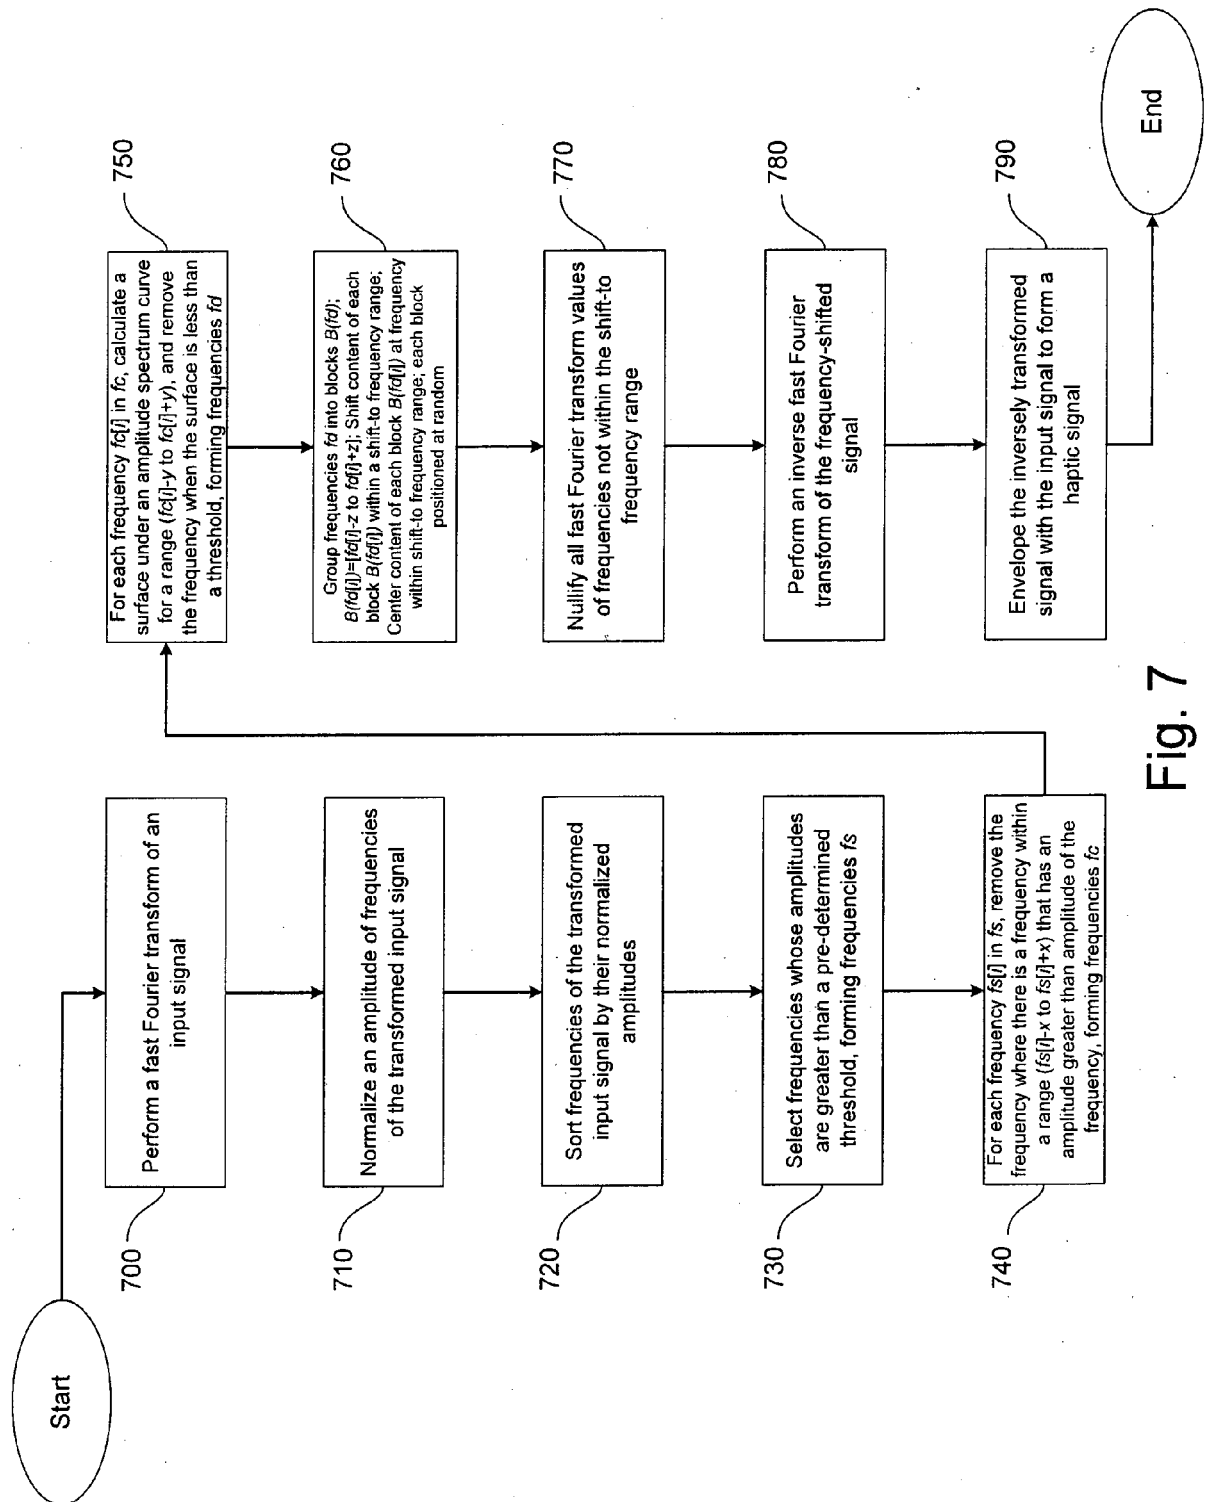 Start
700
Perform a fast Fourier transform of an
input signal
710
Normalize an amplitude of frequencies
of the transformed input signal
720
Sort frequencies of the transformed
input signal by their normalized
amplitudes
730
Select frequencies whose amplitudes
are greater than a pre-determined
threshold, forming frequencies fs
740
For each frequency fs[i] in fs, remove the
frequency where there is a frequency within
a range (fs[i]-x to fs[i]+x) that has an
amplitude greater than amplitude of the
frequency, forming frequencies fc
750
For each frequency fc[i] in fc, calculate a
surface under an amplitude spectrum curve
for a range (fc[i]-y to fc[i]+y), and remove
the frequency when the surface is less than
a threshold, forming frequencies fd
760
Group frequencies fd into blocks B(fd);
B(fd[i])=[fd[i]-z to fd[i]+z]; Shift content of each
block B(fd[i]) within a shift-to frequency range;
Center content of each block B(fd[i]) at frequency
within shift-to frequency range; each block
positioned at random
770
Nullify all fast Fourier transform values
of frequencies not within the shift-to
frequency range
780
Perform an inverse fast Fourier
transform of the frequency-shifted
signal
790
Envelope the inversely transformed
signal with the input signal to form a
haptic signal
End
Fig. 7